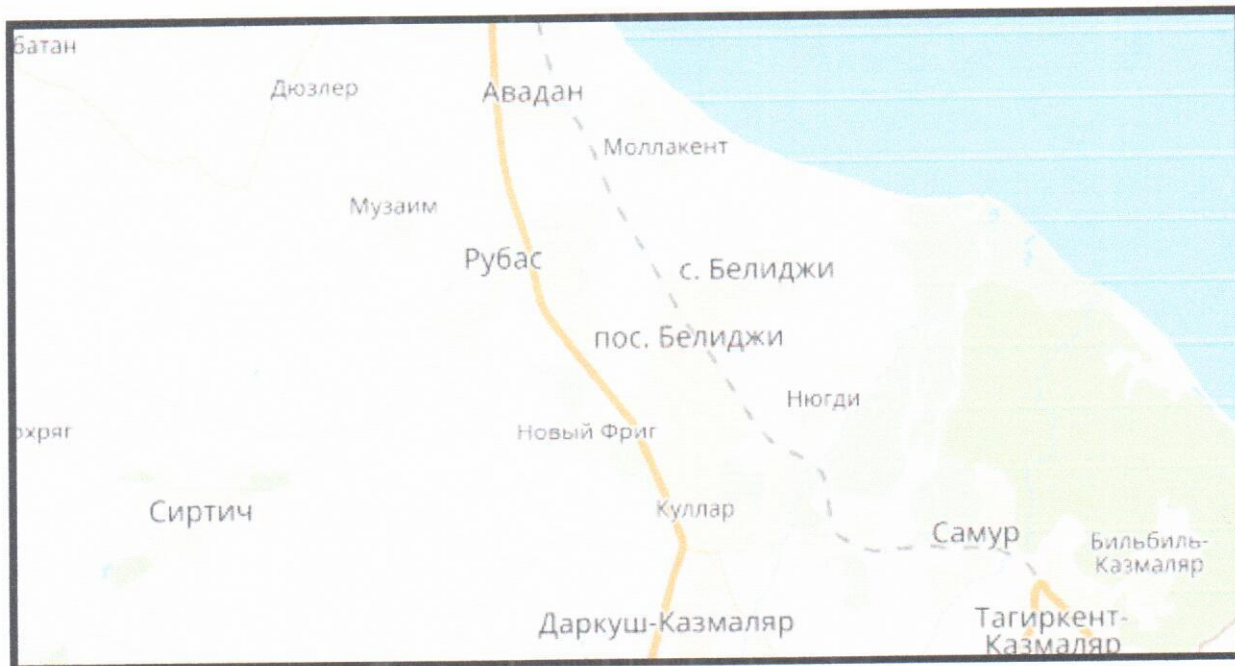 батан
Дюзлер
Авадан
Моллакент
Музаим
Рубас
с. Белиджи
пос. Белиджи
Нюгди
охряг
Новый Фриг
Сиртич
Куллар
Самур
Бильбиль-
Казмаляр
Даркуш-Казмаляр
Тагиркент-
Казмаляр